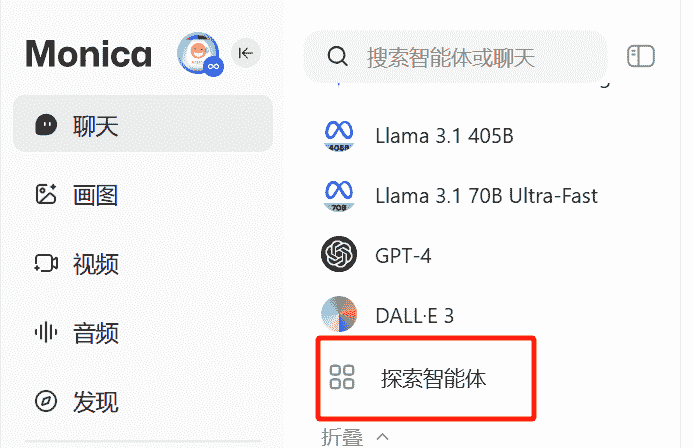 Monica
聊天
画图
视频
音频
发现
搜索智能体或聊天
Llama 3.1 405B
405B
Llama 3.1 70B Ultra-Fast
70B
GPT-4
DALL·E 3
探索智能体
折叠